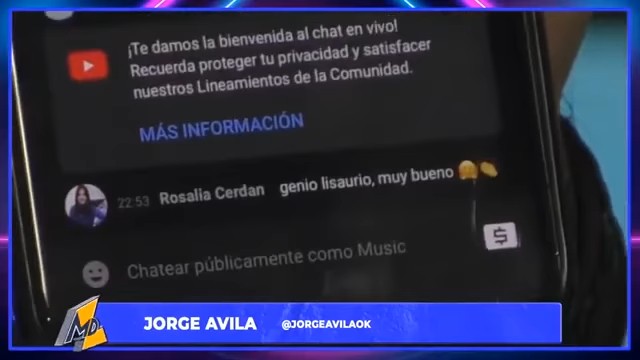 ¡Te damos la bienvenida al chat en vivo!
Recuerda proteger tu privacidad y satisfacer
nuestros Lineamientos de la Comunidad.
MÁS INFORMACIÓN
22:53 Rosalia Cerdan genio lisaurio, muy bueno
Chatear públicamente como Music
MD
JORGE AVILA @JORGEAVILAOK